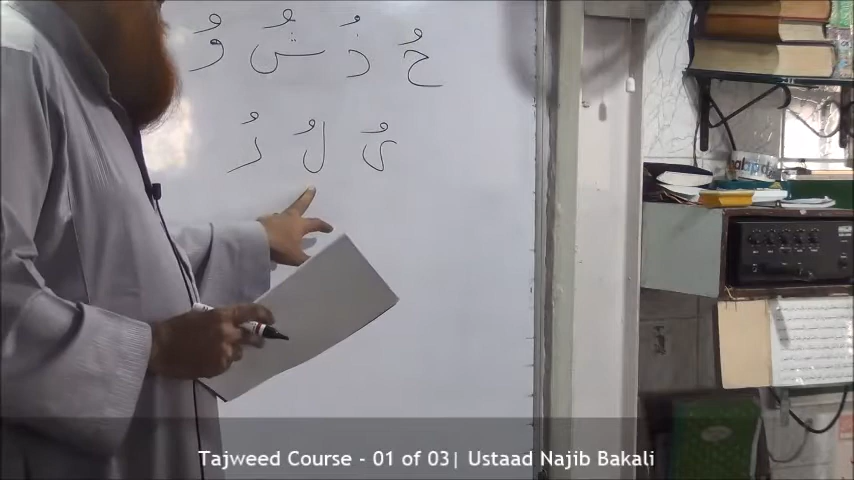 حُ ذُ شُ وُ
یُ لُ رُ
Tajweed Course - 01 of 03 | Ustaad Najib Bakali